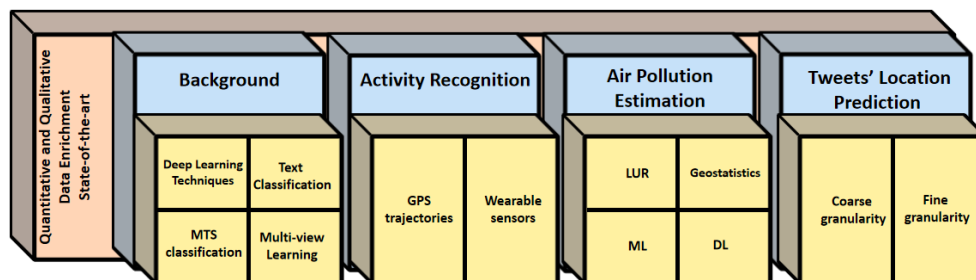 Quantitative and Qualitative
Data Enrichment
State-of-the-art
Background
Deep Learning
Techniques
Text
Classification
MTS
classification
Multi-view
Learning
Activity Recognition
GPS
trajectories
Wearable
sensors
Air Pollution
Estimation
LUR
Geostatistics
ML
DL
Tweets' Location
Prediction
Coarse
granularity
Fine
granularity